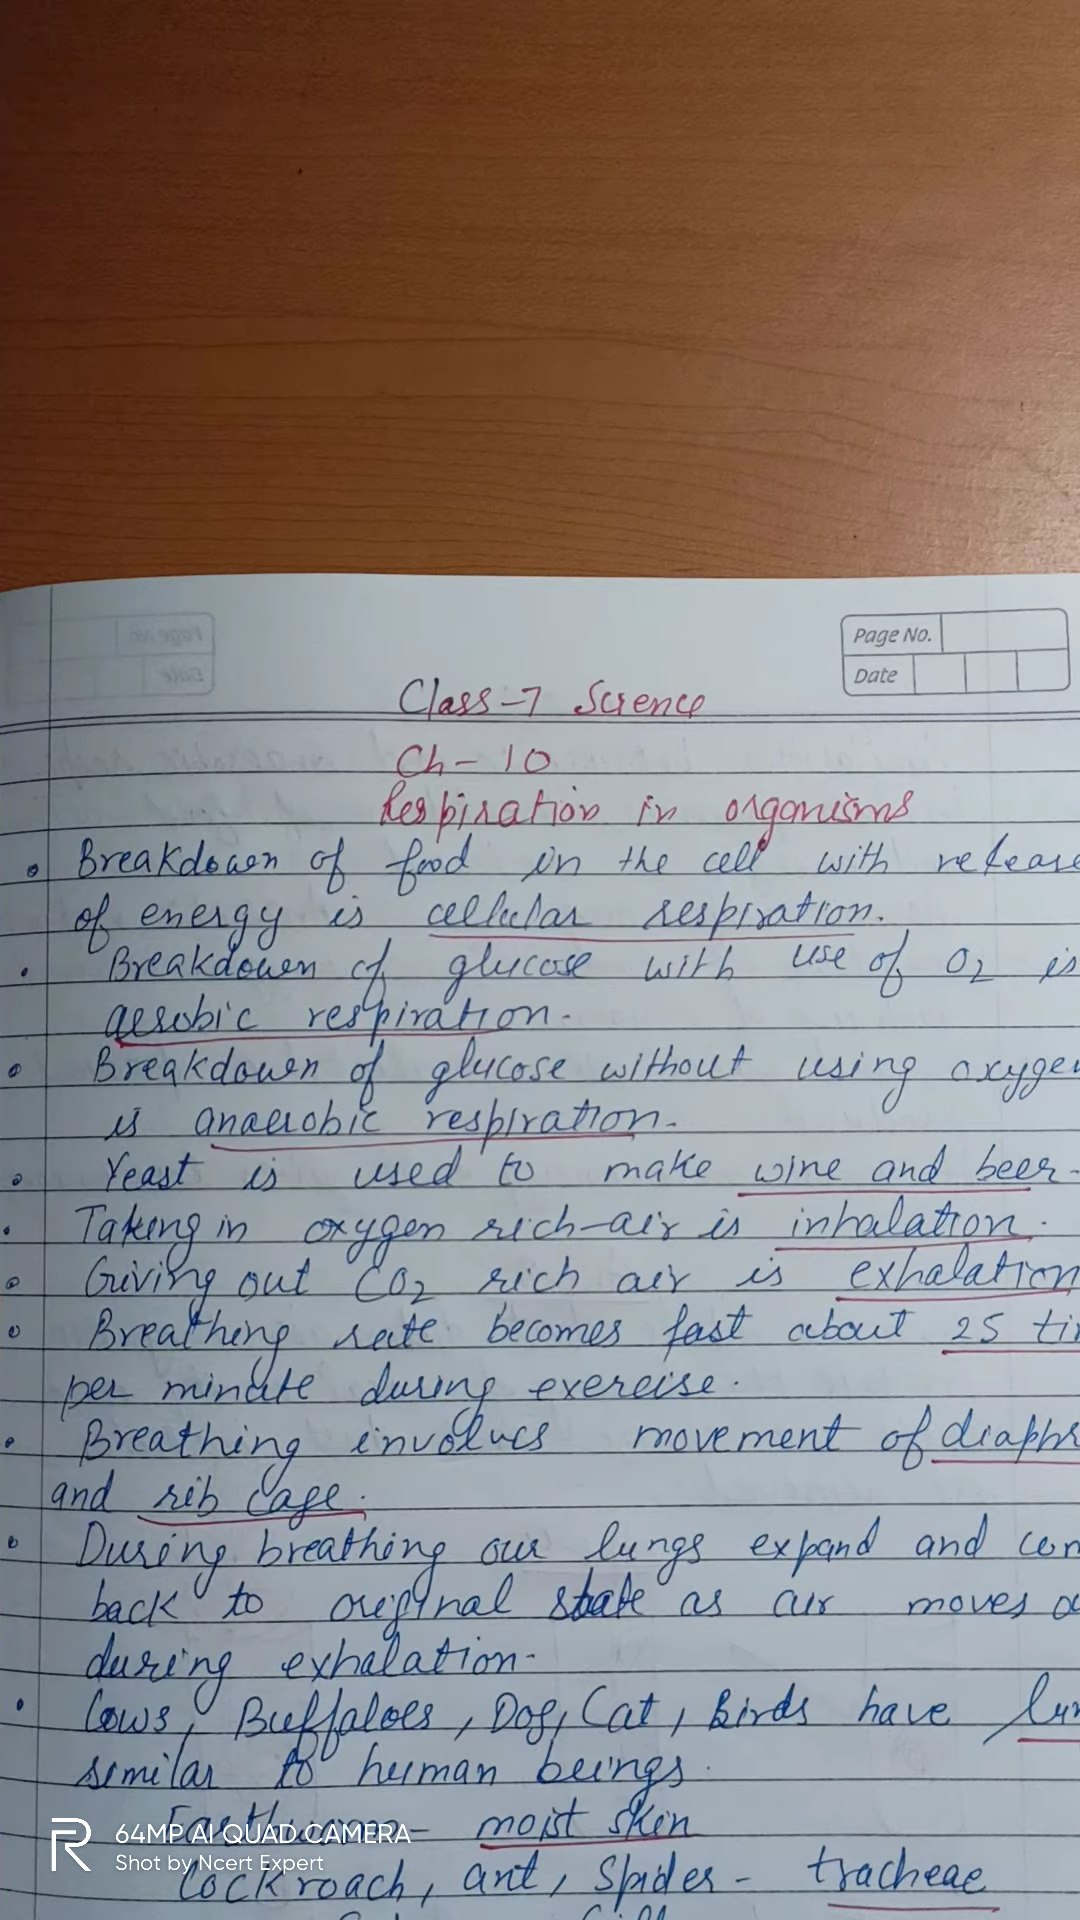 Page No.
Date
Class-7 Science
Ch-10
Respiration in organisms
• Breakdown of food in the cell with release
of energy is cellular respiration.
• Breakdown of glucose with use of O2 is
aerobic respiration.
• Breakdown of glucose without using oxygen
is anaerobic respiration.
• Yeast is used to make wine and beer.
• Taking in oxygen rich-air is inhalation.
• Giving out CO2 rich air is exhalation
• Breathing rate becomes fast about 25 ti
per minute during exercise.
• Breathing involves movement of diaphr
and rib cage.
• During breathing our lungs expand and com
back to original state as air moves o
during exhalation.
• Cows, Buffaloes, Dog, Cat, Birds have lun
similar to human beings.
Earthworm - moist skin
Cockroach, ant, Spider - tracheae
64MP AI QUAD CAMERA
Shot by Ncert Expert